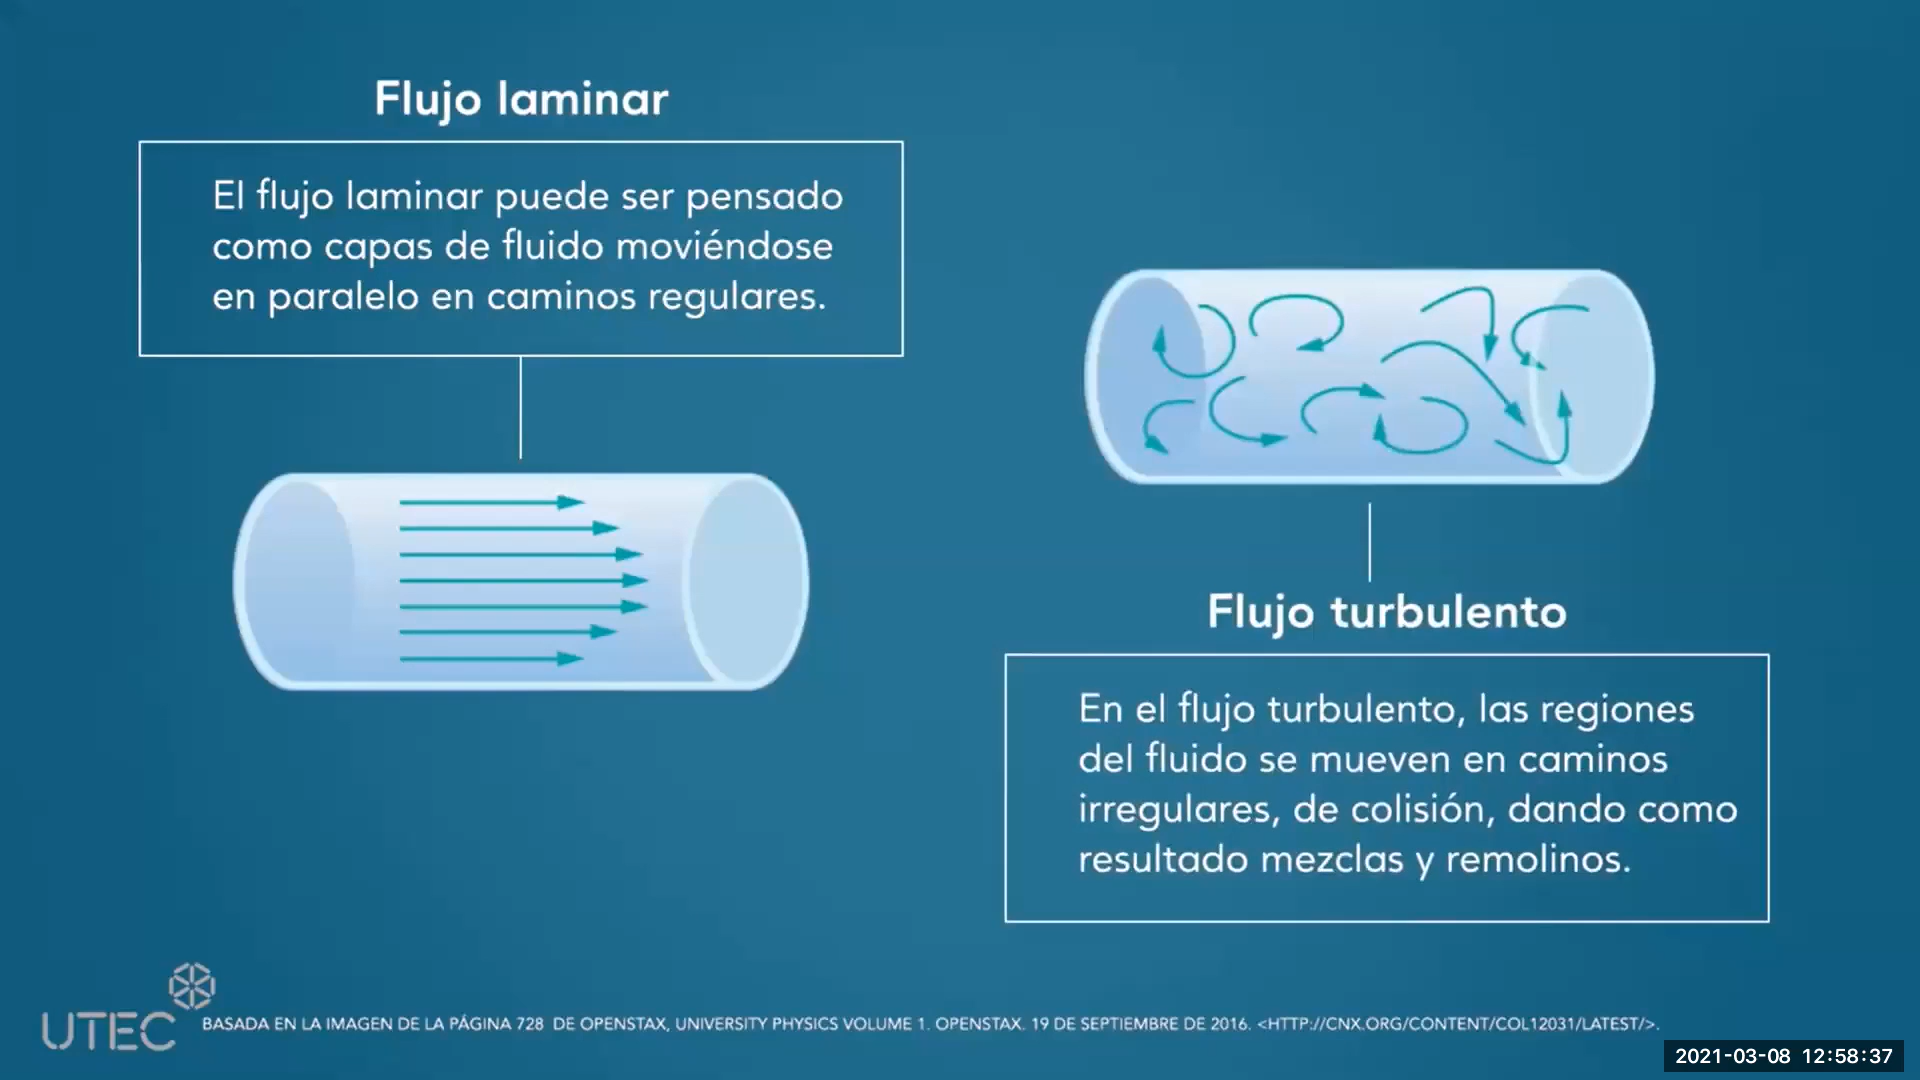 Flujo laminar
El flujo laminar puede ser pensado
como capas de fluido moviéndose
en paralelo en caminos regulares.
Flujo turbulento
En el flujo turbulento, las regiones
del fluido se mueven en caminos
irregulares, de colisión, dando como
resultado mezclas y remolinos.
UTEC
BASADA EN LA IMAGEN DE LA PÁGINA 728 DE OPENSTAX, UNIVERSITY PHYSICS VOLUME 1. OPENSTAX. 19 DE SEPTIEMBRE DE 2016. <HTTP://CNX.ORG/CONTENT/COL12031/LATEST/>.
2021-03-08 12:58:37